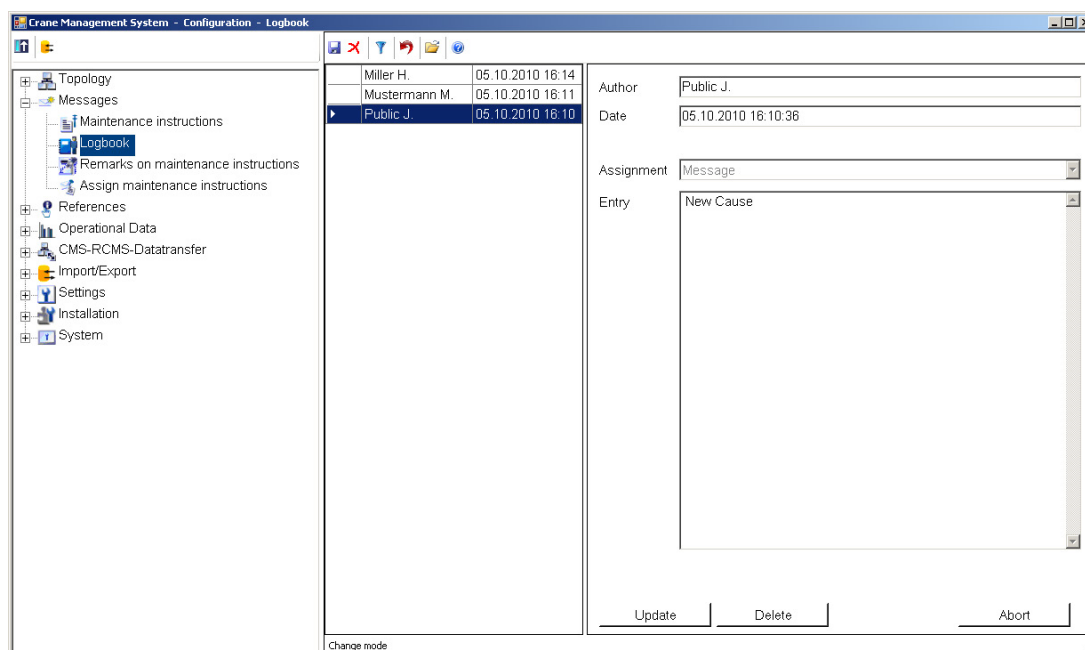 Crane Management System - Configuration - Logbook
Topology
Messages
Maintenance instructions
Logbook
Remarks on maintenance instructions
Assign maintenance instructions
References
Operational Data
CMS-RCMS-Datatransfer
Import/Export
Settings
Installation
System
Miller H. 05.10.2010 16:14
Mustermann M. 05.10.2010 16:11
Public J. 05.10.2010 16:10
Author Public J.
Date 05.10.2010 16:10:36
Assignment Message
Entry New Cause
Update Delete Abort
Change mode